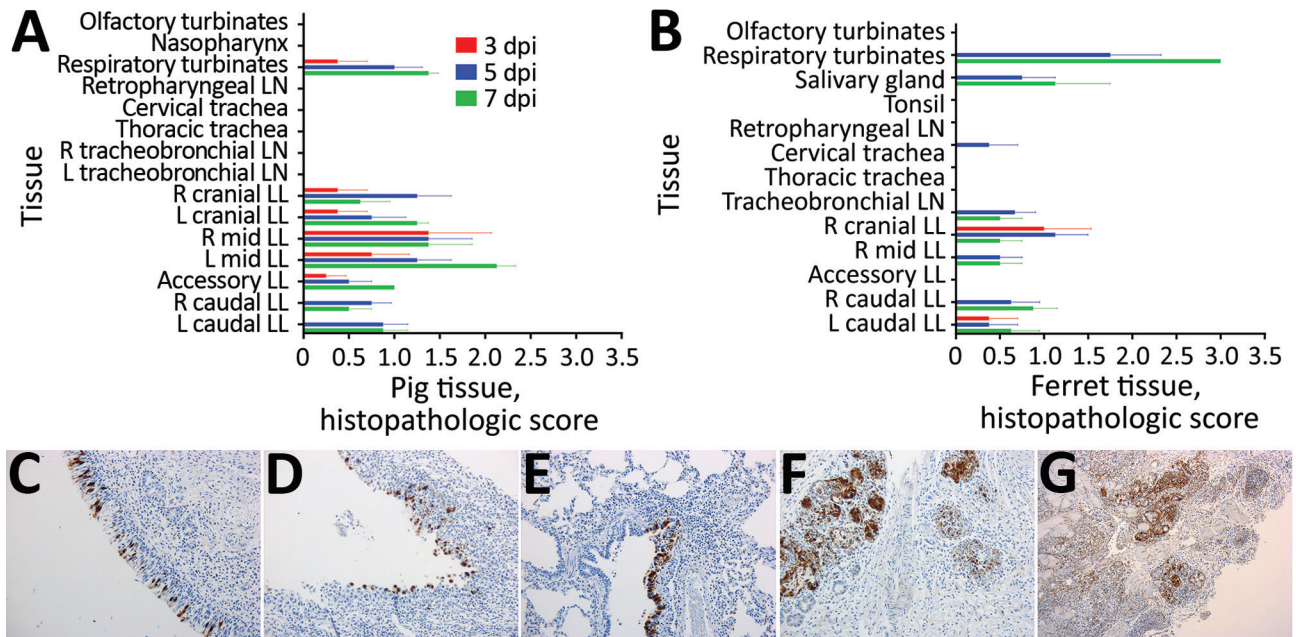 A
Tissue
Olfactory turbinates
Nasopharynx
Respiratory turbinates
Retropharyngeal LN
Cervical trachea
Thoracic trachea
R tracheobronchial LN
L tracheobronchial LN
R cranial LL
L cranial LL
R mid LL
L mid LL
Accessory LL
R caudal LL
L caudal LL
3 dpi
5 dpi
7 dpi
0 0.5 1.0 1.5 2.0 2.5 3.0 3.5
Pig tissue,
histopathologic score
B
Tissue
Olfactory turbinates
Respiratory turbinates
Salivary gland
Tonsil
Retropharyngeal LN
Cervical trachea
Thoracic trachea
Tracheobronchial LN
R cranial LL
R mid LL
Accessory LL
R caudal LL
L caudal LL
0 0.5 1.0 1.5 2.0 2.5 3.0 3.5
Ferret tissue,
histopathologic score
C
D
E
F
G